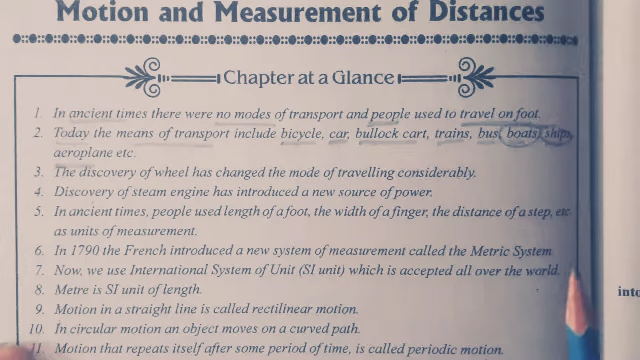 Motion and Measurement of Distances
Chapter at a Glance
1. In ancient times there were no modes of transport and people used to travel on foot.
2. Today the means of transport include bicycle, car, bullock cart, trains, bus, boats, ships,
aeroplane etc.
3. The discovery of wheel has changed the mode of travelling considerably.
4. Discovery of steam engine has introduced a new source of power.
5. In ancient times, people used length of a foot, the width of a finger, the distance of a step, etc.
as units of measurement.
6. In 1790 the French introduced a new system of measurement called the Metric System.
7. Now, we use International System of Unit (SI unit) which is accepted all over the world.
8. Metre is SI unit of length.
into
9. Motion in a straight line is called rectilinear motion.
10. In circular motion an object moves on a curved path.
11. Motion that repeats itself after some period of time, is called periodic motion.